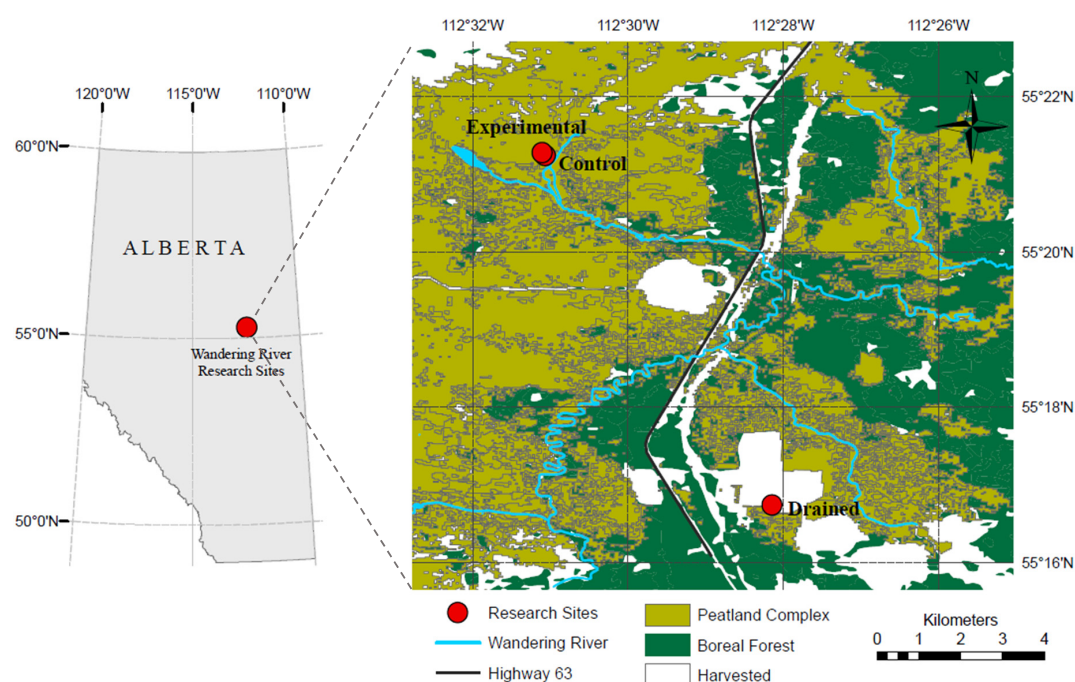 112°32'W 112°30'W 112°28'W 112°26'W
120°0'W 115°0'W 110°0'W
N
55°22'N
Experimental
Control
60°0'N
ALBERTA
55°20'N
55°0'N
Wandering River
Research Sites
55°18'N
Drained
50°0'N
55°16'N
Research Sites
Wandering River
Highway 63
Peatland Complex
Boreal Forest
Harvested
Kilometers
0 1 2 3 4